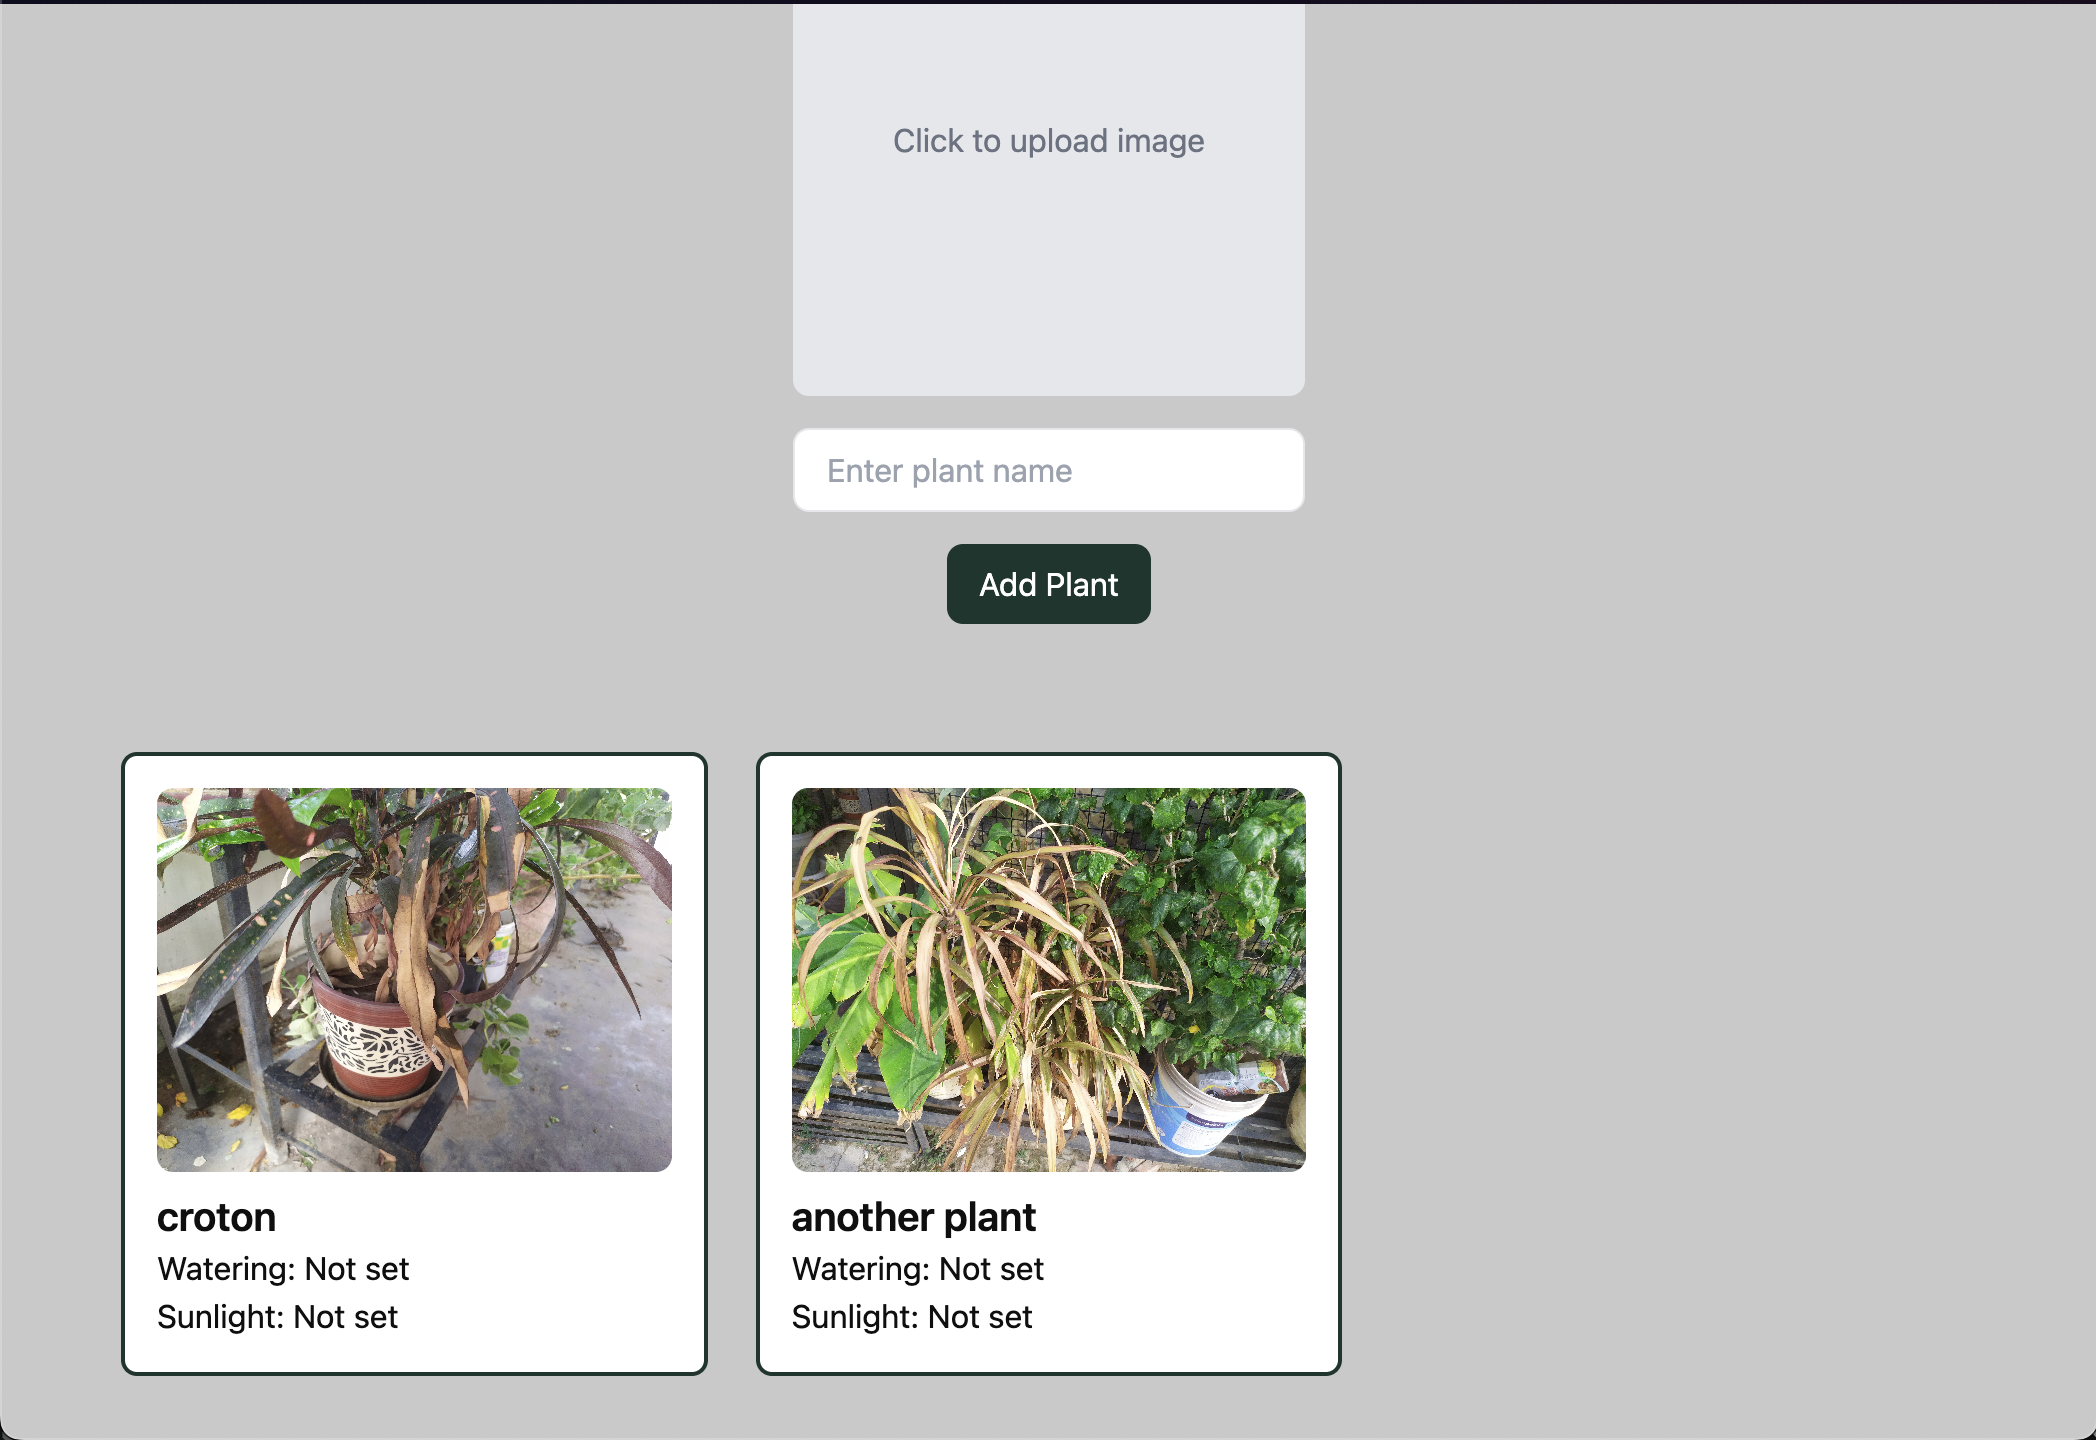 Click to upload image
Enter plant name
Add Plant
croton
Watering: Not set
Sunlight: Not set
another plant
Watering: Not set
Sunlight: Not set